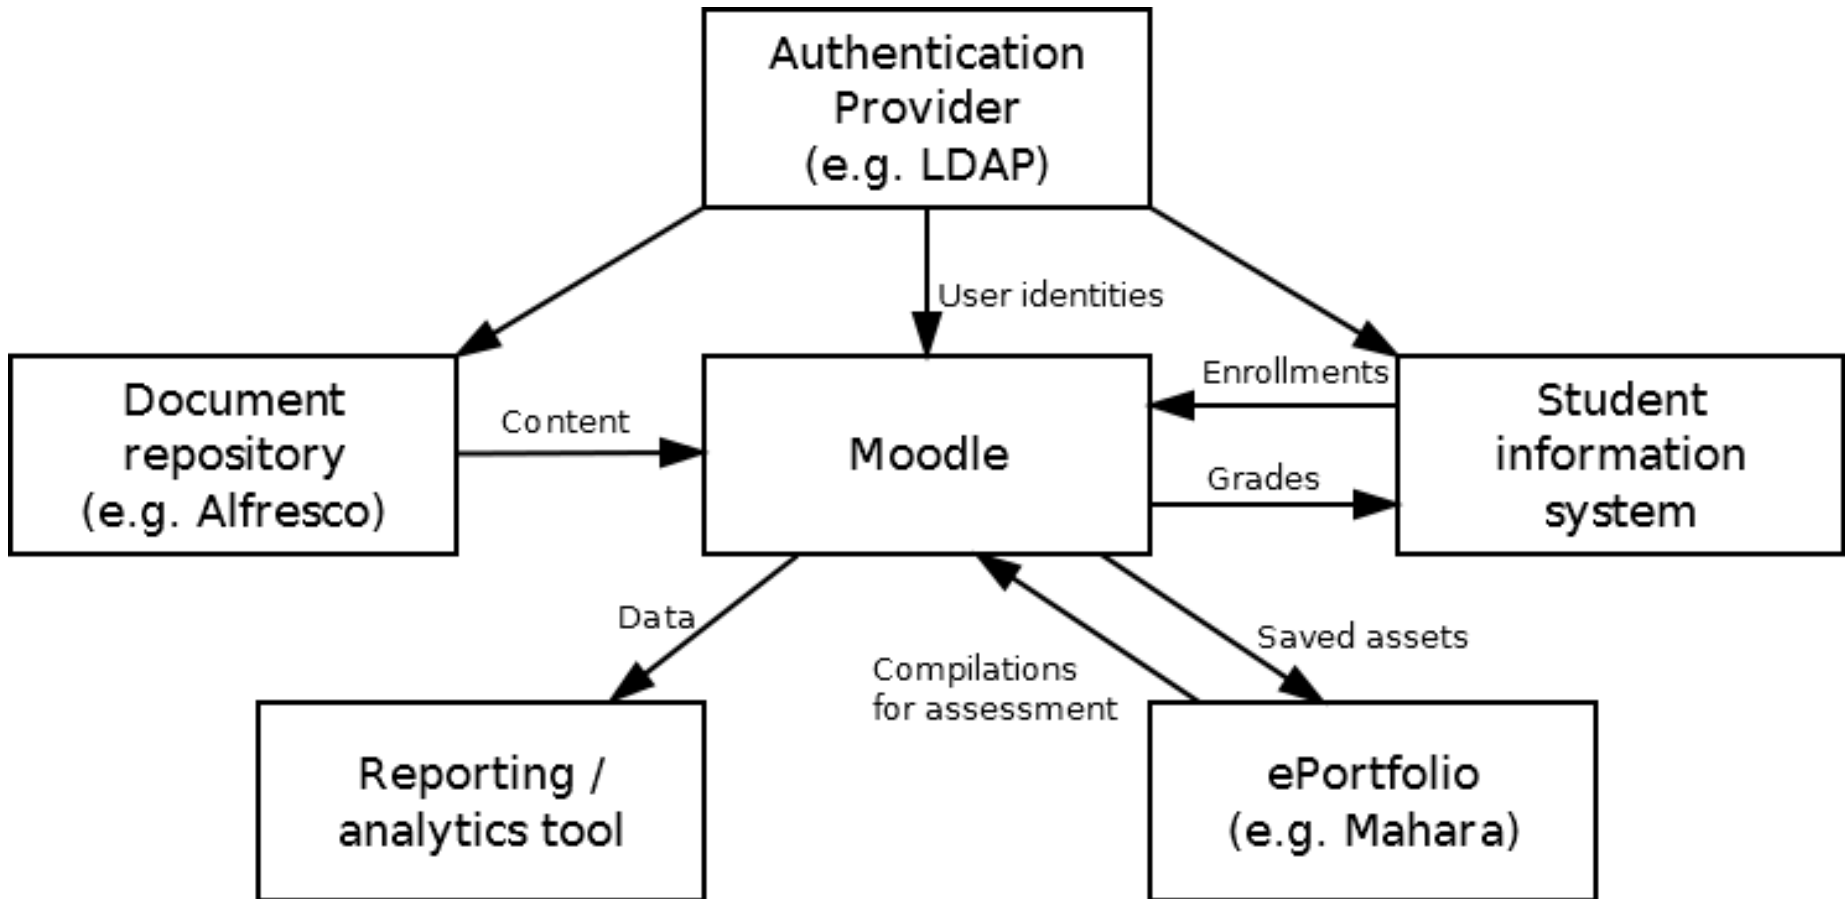 Authentication
Provider
(e.g. LDAP)
User identities
Document
repository
(e.g. Alfresco)
Content
Moodle
Enrollments
Grades
Student
information
system
Data
Compilations
for assessment
Saved assets
Reporting /
analytics tool
ePortfolio
(e.g. Mahara)